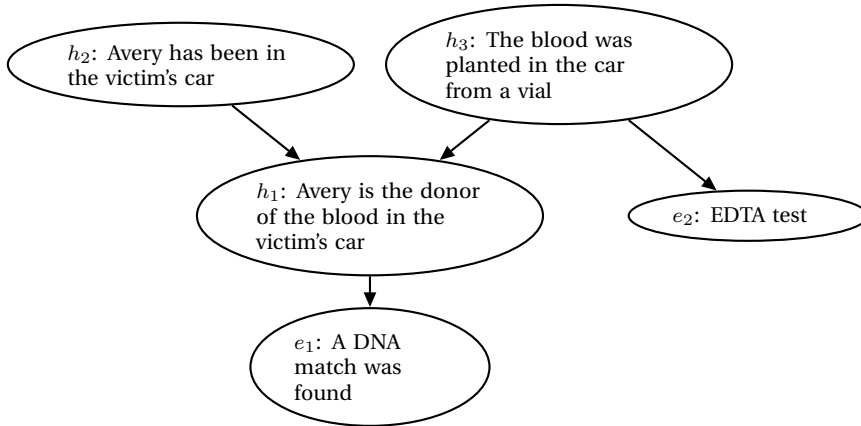 h₂: Avery has been in
the victim's car
h₃: The blood was
planted in the car
from a vial
h₁: Avery is the donor
of the blood in the
victim's car
e₂: EDTA test
e₁: A DNA
match was
found